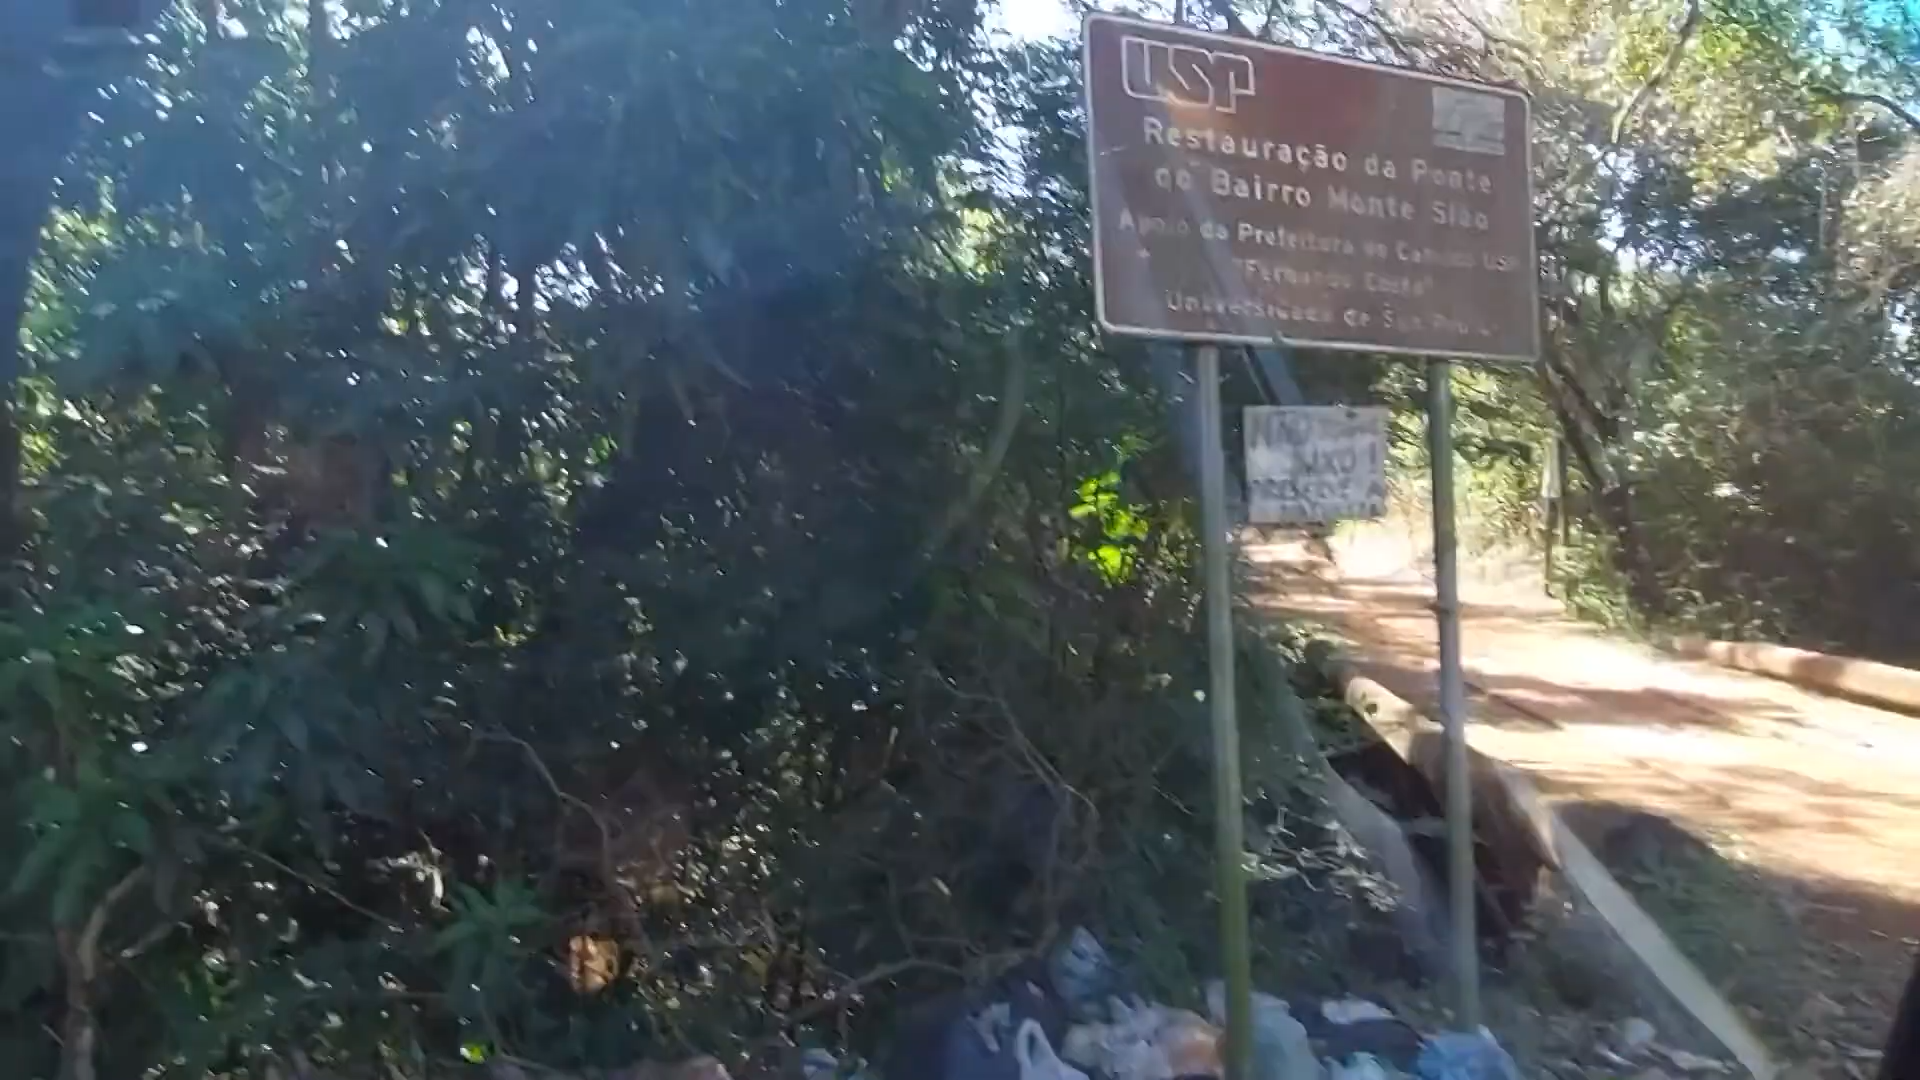 USP
Restauração da Ponte
do Bairro Monte Sião
Apoio da Prefeitura do Campus USP
"Fernando Costa"
Universidade de São Paulo
NÃO
LIXO!